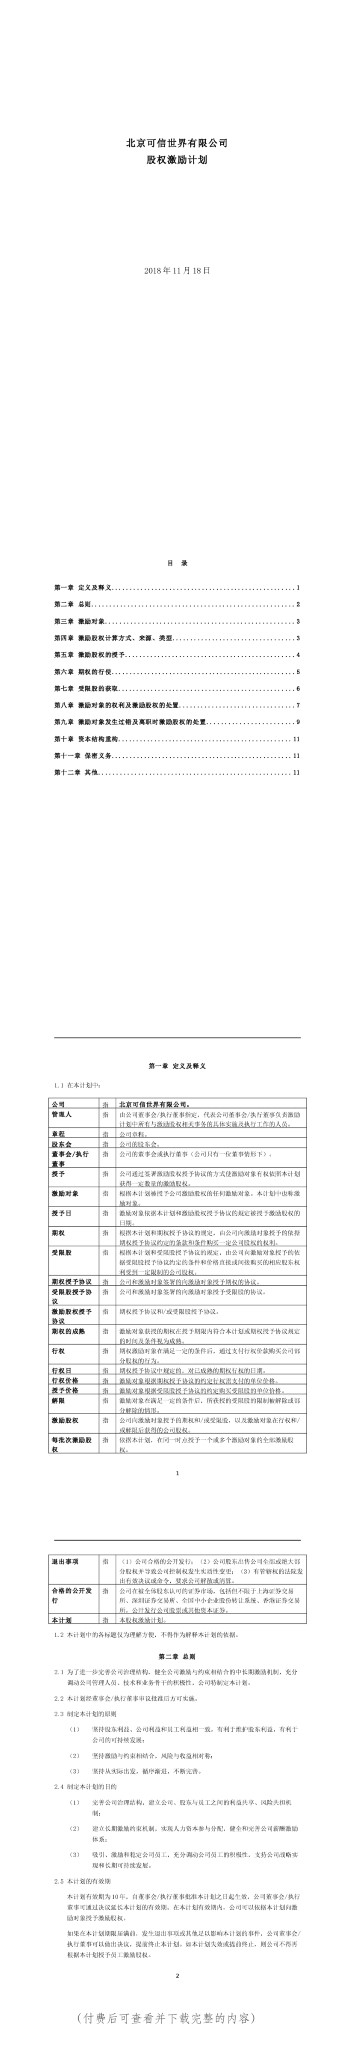 北京可信世界有限公司
股权激励计划
2018 年 11 月 18 日
目 录
第一章 定义及释义 1
第二章 总则 2
第三章 激励对象 3
第四章 激励股权计算方式、来源、类型 3
第五章 激励股权的授予 4
第六章 期权的行使 5
第七章 受限股的获取 6
第八章 激励对象的权利及激励股权的处置 7
第九章 激励对象发生过错及离职时激励股权的处置 9
第十章 资本结构重构 11
第十一章 保密义务 11
第十二章 其他 11
第一章 定义及释义
1.1 在本计划中:
公司 指 北京可信世界有限公司。
管理人 指 由公司董事会/执行董事指定、代表公司董事会/执行董事负责激励
计划中所有与激励股权相关事务的具体实施及执行工作的人员。
章程 指 公司章程。
股东会 指 公司的股东会。
董事会/执行 指 公司的董事会或执行董事（公司只有一位董事情形下）。
董事
授予 指 公司通过签署激励股权授予协议的方式使激励对象有权依照本计划
获得一定数量的激励股权。
激励对象 指 根据本计划被授予公司激励股权的任何激励对象。本计划中也称激
励对象。
授予日 指 激励对象依据本计划和激励股权授予协议的规定被授予激励股权的
日期。
期权 指 根据本计划和期权授予协议的规定，由公司向激励对象授予的依据
期权授予协议约定的条款和条件购买一定公司股权的权利。
受限股 指 根据本计划和受限股授予协议的规定，由公司向激励对象授予的依
据受限股授予协议约定的条件和价格直接或间接购买的相应股东权
利受到一定限制的公司股权。
期权授予协议 指 公司和激励对象签署的向激励对象授予期权的协议。
受限股授予协 指 公司和激励对象签署的向激励对象授予受限股的协议。
议
激励股权授予 指 期权授予协议和/或受限股授予协议。
协议
期权的成熟 指 激励对象获授的期权在授予期限内符合本计划或期权授予协议规定
的时间及条件视为成熟。
行权 指 期权激励对象在满足一定的条件后，通过支付行权价款购买公司部
分股权的行为。
行权日 指 期权授予协议中规定的、对已成熟的期权行权的日期。
行权价格 指 激励对象根据期权授予协议的约定行权需支付的单位价格。
授予价格 指 激励对象根据受限股授予协议的约定购买受限股的单位价格。
解限 指 激励对象在满足一定的条件后，所获授的受限股的限制被解除或部
分解除的情形。
激励股权 指 公司向激励对象授予的期权和/或受限股，以及激励对象在行权和/
或解限后获得的公司股权。
每批次激励股 指 依据本计划，在同一时点授予一个或多个激励对象的全部激励股
权 权。
1
退出事项 指 （1）公司合格的公开发行；（2）公司股东出售公司全部或绝大部
分股权并导致公司控制权发生实质性变更；（3）有管辖权的法院发
出有效决议或命令，要求公司解散或清算。
合格的公开发 指 公司在被全体股东认可的证券市场，包括但不限于上海证券交易
行 所、深圳证券交易所、全国中小企业股份转让系统、香港证券交易
所，公开发行公司股票或其他资本证券。
本计划 指 本股权激励计划。
1.2 本计划中的各标题仅为理解方便，不得作为解释本计划的依据。
第二章 总则
2.1 为了进一步完善公司治理结构，健全公司激励与约束相结合的中长期激励机制，充分
调动公司管理人员、技术和业务骨干的积极性，公司特制定本计划。
2.2 本计划经董事会/执行董事审议批准后方可实施。
2.3 制定本计划的原则
（1） 坚持股东利益、公司利益和员工利益相一致，有利于维护股东利益，有利于
公司的可持续发展；
（2） 坚持激励与约束相结合，风险与收益相对称；
（3） 坚持从实际出发，循序渐进，不断完善。
2.4 制定本计划的目的
（1） 完善公司治理结构，建立公司、股东与员工之间的利益共享、风险共担机
制；
（2） 建立长期激励约束机制，实现人力资本参与分配，健全和完善公司薪酬激励
体系；
（3） 吸引、激励和稳定公司员工，充分调动公司员工的积极性，支持公司战略实
现和长期可持续发展。
2.5 本计划的有效期
本计划有效期为 10 年，自董事会/执行董事批准本计划之日起生效，公司董事会/执行
董事可通过决议延长本计划的有效期。在本计划有效期内，公司可以依据本计划向激
励对象授予激励股权。
如果在本计划期限届满前，发生退出事项或其他足以影响本计划的事件，公司董事会/
执行董事可以做出决议，提前终止本计划。如本计划失效或提前终止，则公司不得再
根据本计划授予员工激励股权。
2
（付费后可查看并下载完整的内容）